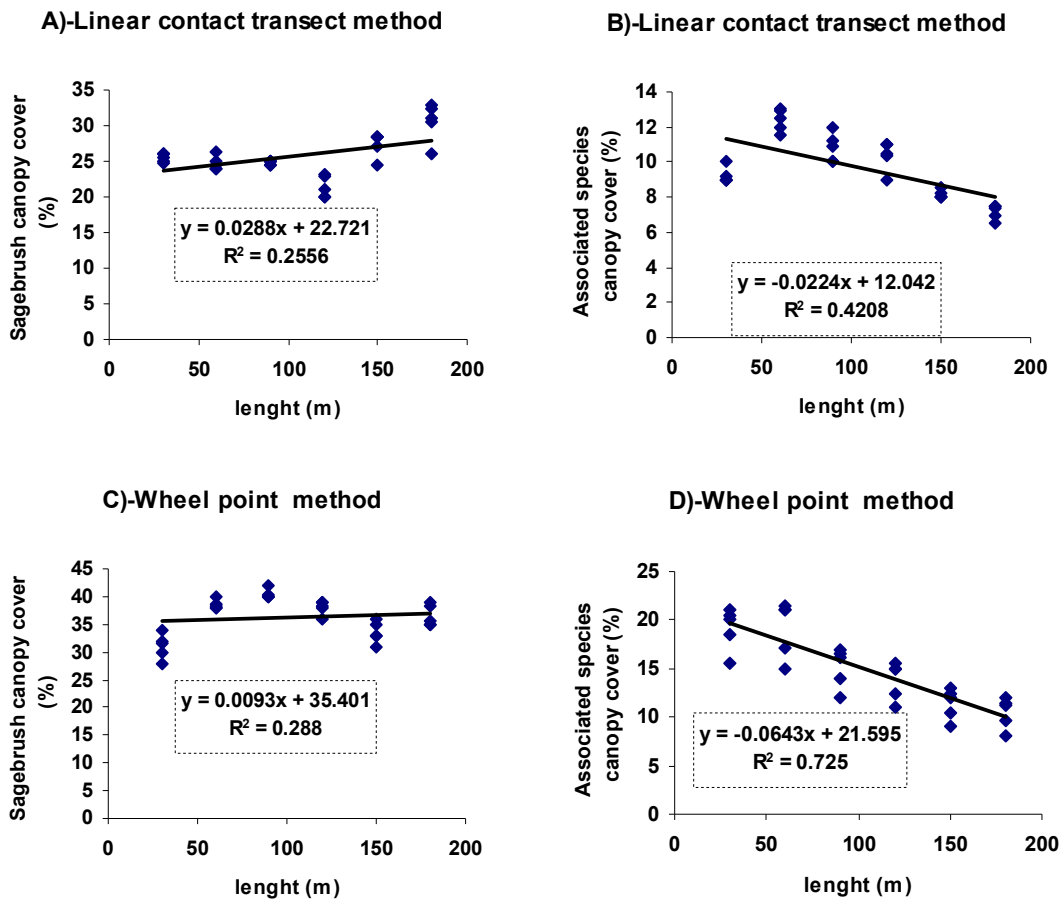 A)-Linear contact transect method
Sagebrush canopy cover
(%)
35
30
25
20
15
10
5
0
y = 0.0288x + 22.721
R² = 0.2556
0 50 100 150 200
lenght (m)
B)-Linear contact transect method
Associated species
canopy cover (%)
14
12
10
8
6
4
2
0
y = -0.0224x + 12.042
R² = 0.4208
0 50 100 150 200
lenght (m)
C)-Wheel point method
Sagebrush canopy cover
(%)
45
40
35
30
25
20
15
10
5
0
y = 0.0093x + 35.401
R² = 0.288
0 50 100 150 200
lenght (m)
D)-Wheel point method
Associated species
canopy cover (%)
25
20
15
10
5
0
y = -0.0643x + 21.595
R² = 0.725
0 50 100 150 200
lenght (m)